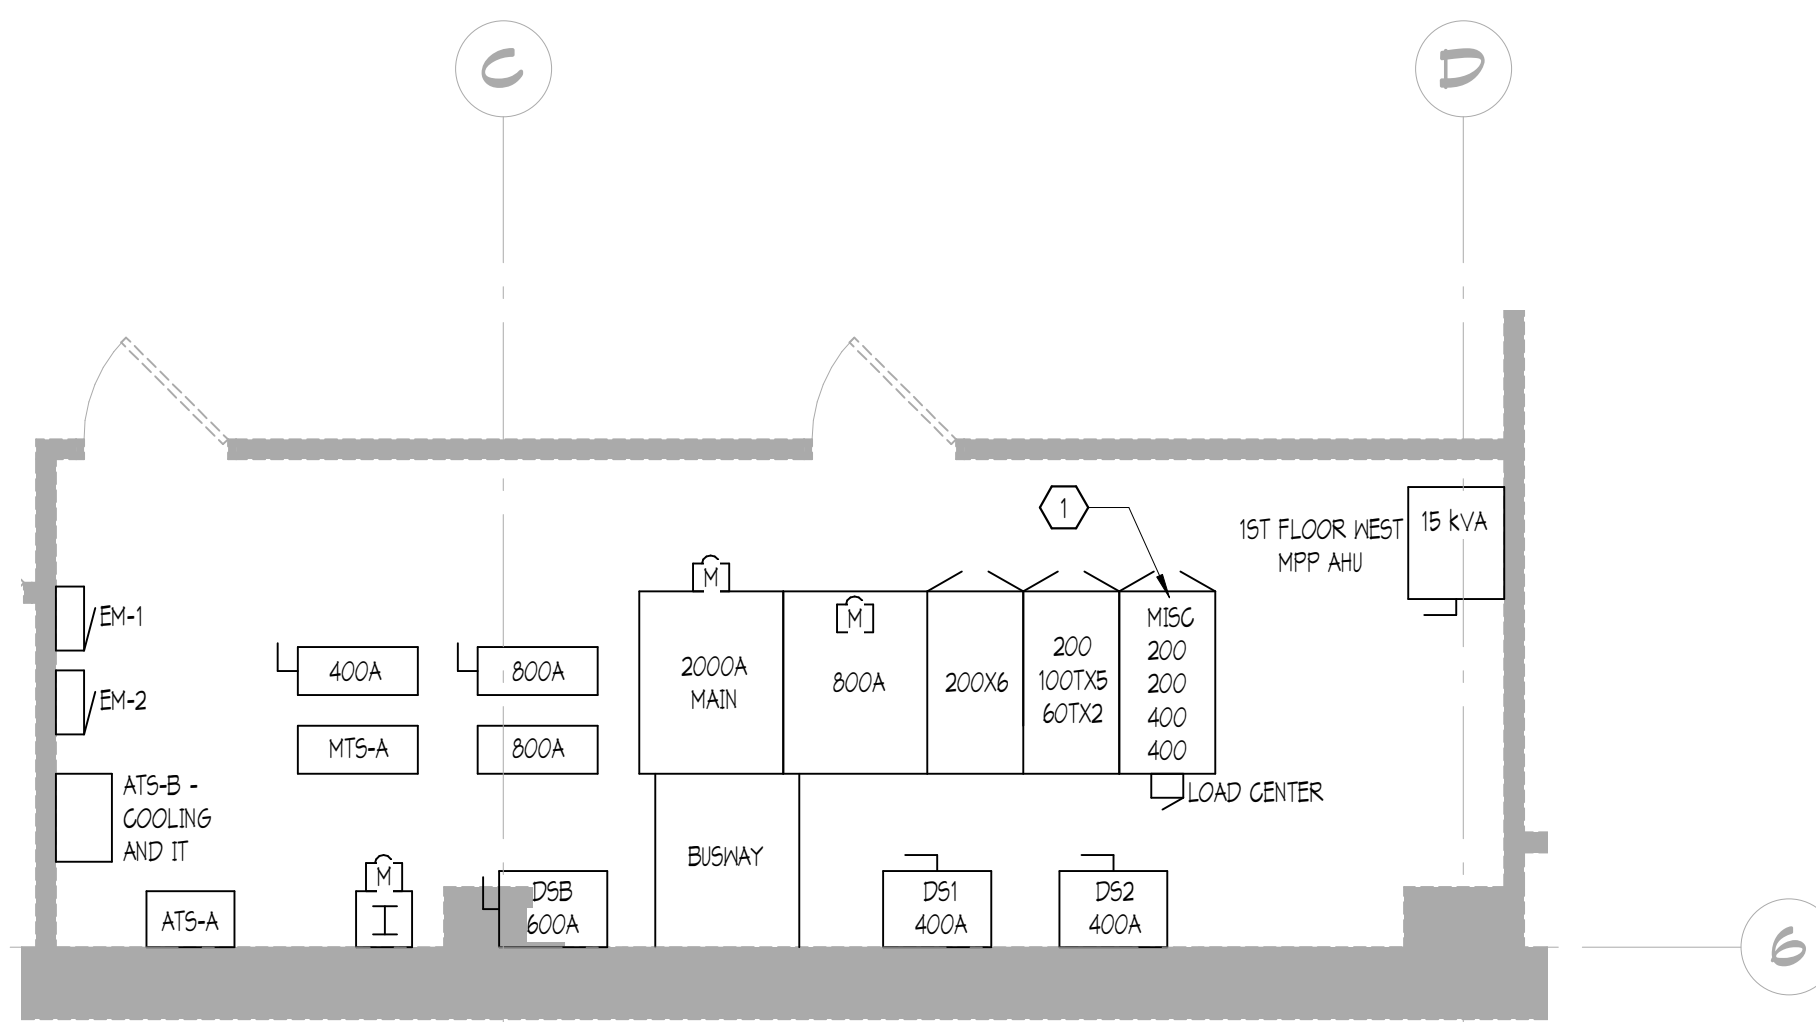 C
D
1
1ST FLOOR WEST
MPP AHU
15 kVA
M
M
EM-1
EM-2
400A
MTS-A
800A
800A
2000A
MAIN
800A
200X6
200
100TX5
60TX2
MISC
200
200
400
400
LOAD CENTER
ATS-B -
COOLING
AND IT
ATS-A
M
I
DSB
600A
BUSWAY
DS1
400A
DS2
400A
6